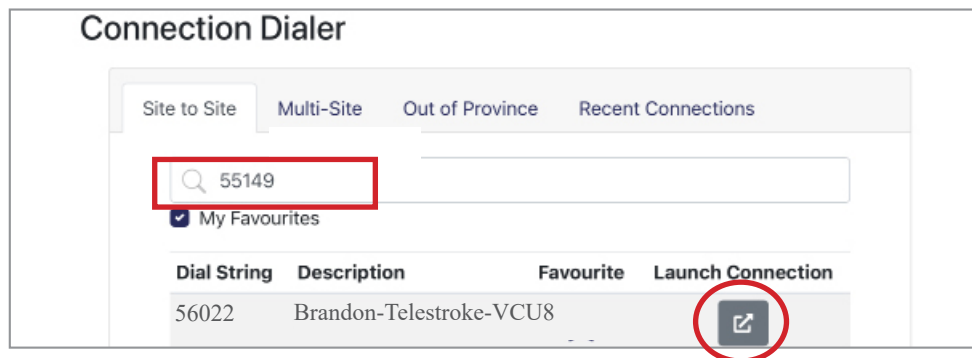 Connection Dialer
Site to Site Multi-Site Out of Province Recent Connections
55149
My Favourites
Dial String Description Favourite Launch Connection
56022 Brandon-Telestroke-VCU8